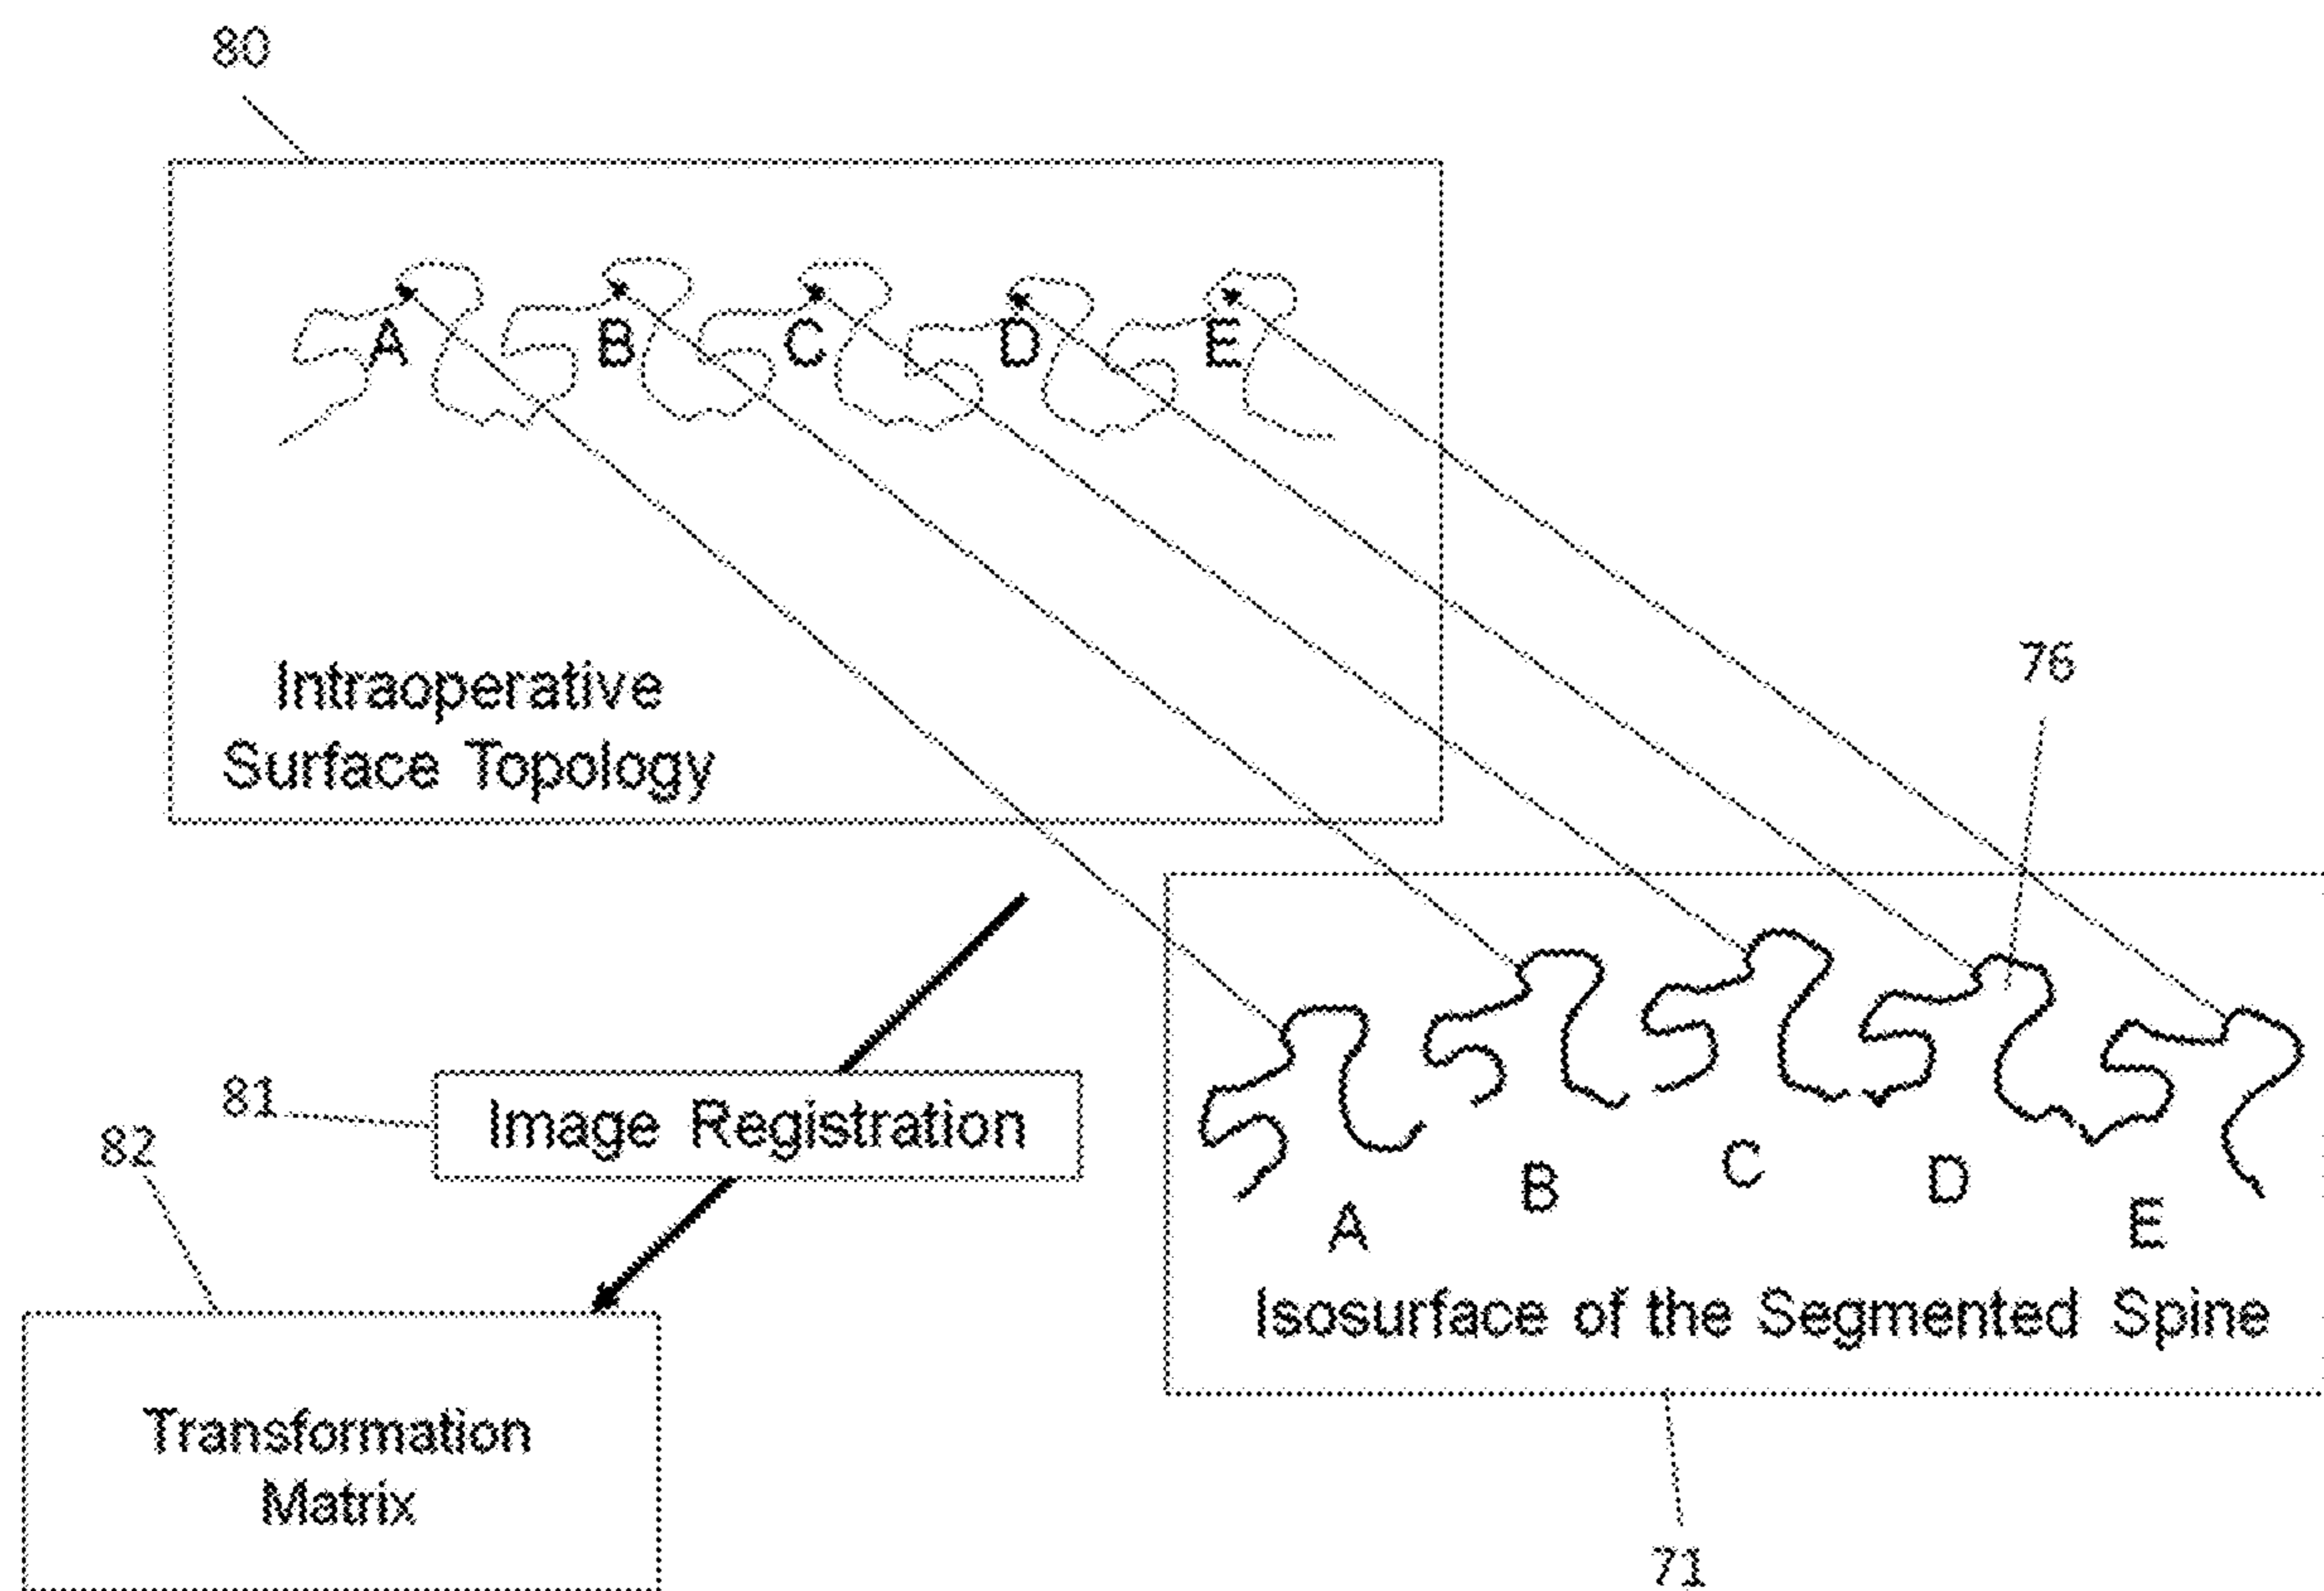 80
A B C D E
Intraoperative
Surface Topology
76
81
Image Registration
82
A B C D E
Isosurface of the Segmented Spine
Transformation
Matrix
71